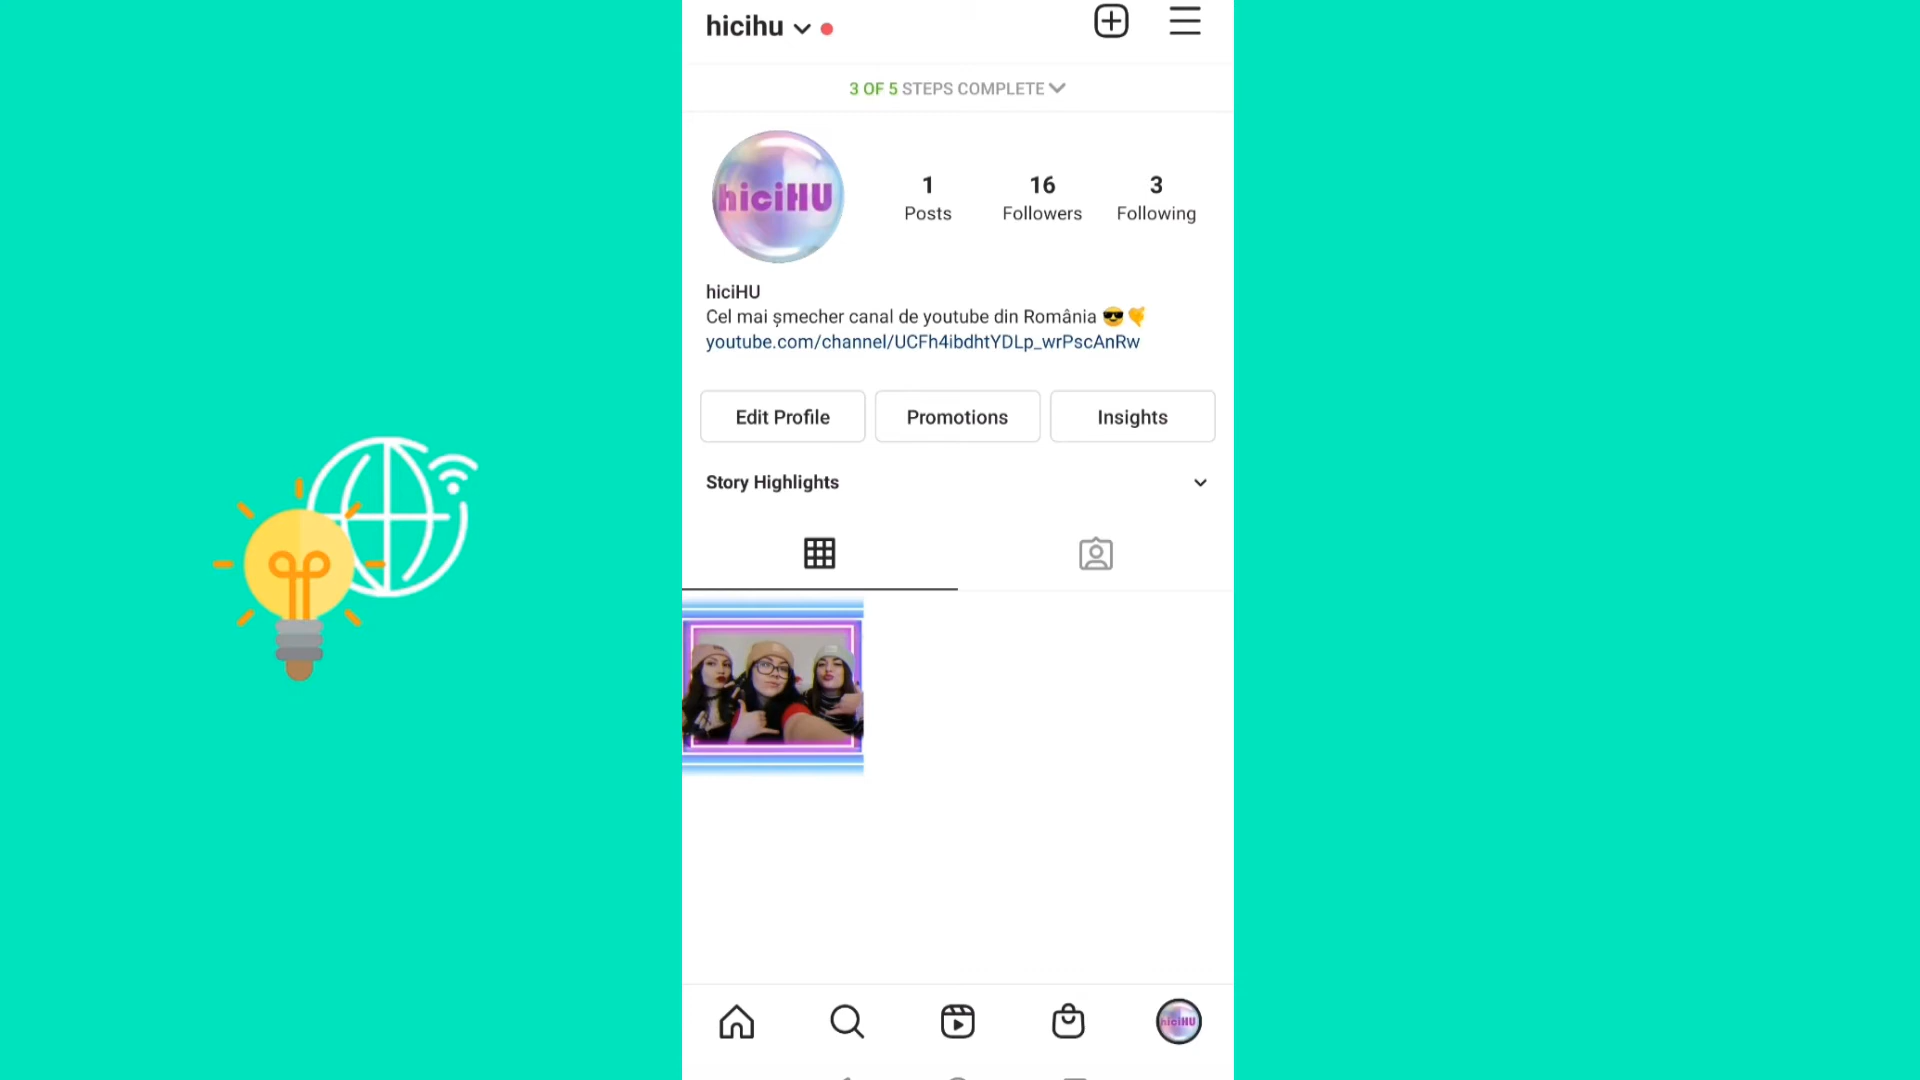 hicihu
3 OF 5 STEPS COMPLETE
hiciHU
1
Posts
16
Followers
3
Following
hiciHU
Cel mai șmecher canal de youtube din România 😎
youtube.com/channel/UCFh4ibdhtYDLp_wrPscAnRw
Edit Profile
Promotions
Insights
Story Highlights
hiciHU